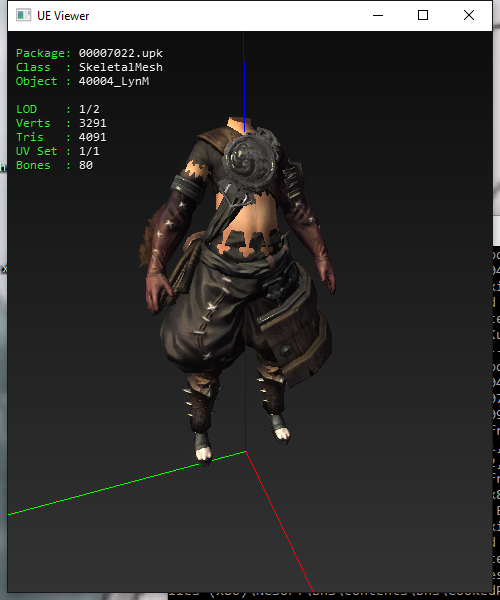 UE Viewer
Package: 00007022.upk
Class : SkeletalMesh
Object : 40004_LynM
LOD : 1/2
Verts : 3291
Tris : 4091
UV Set : 1/1
Bones : 80